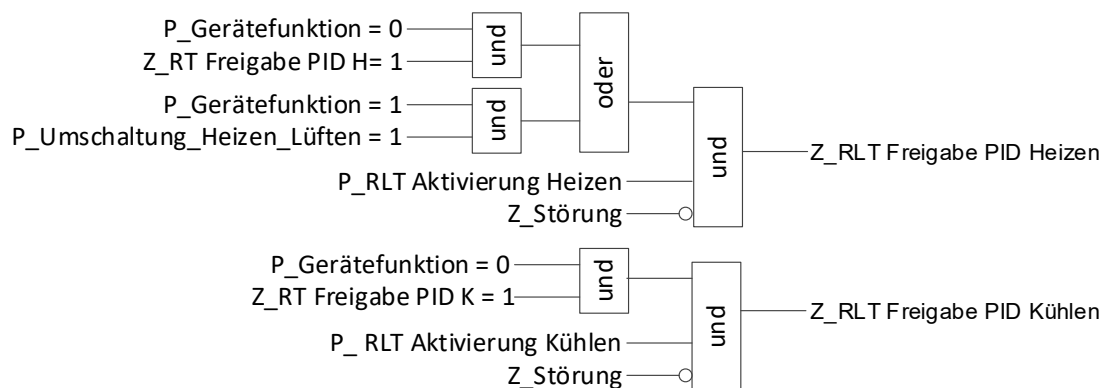 P_Gerätefunktion = 0
Z_RT Freigabe PID H= 1
und
P_Gerätefunktion = 1
P_Umschaltung_Heizen_Lüften = 1
und
oder
P_RLT Aktivierung Heizen
Z_Störung
und
Z_RLT Freigabe PID Heizen
P_Gerätefunktion = 0
Z_RT Freigabe PID K = 1
und
P_ RLT Aktivierung Kühlen
Z_Störung
und
Z_RLT Freigabe PID Kühlen